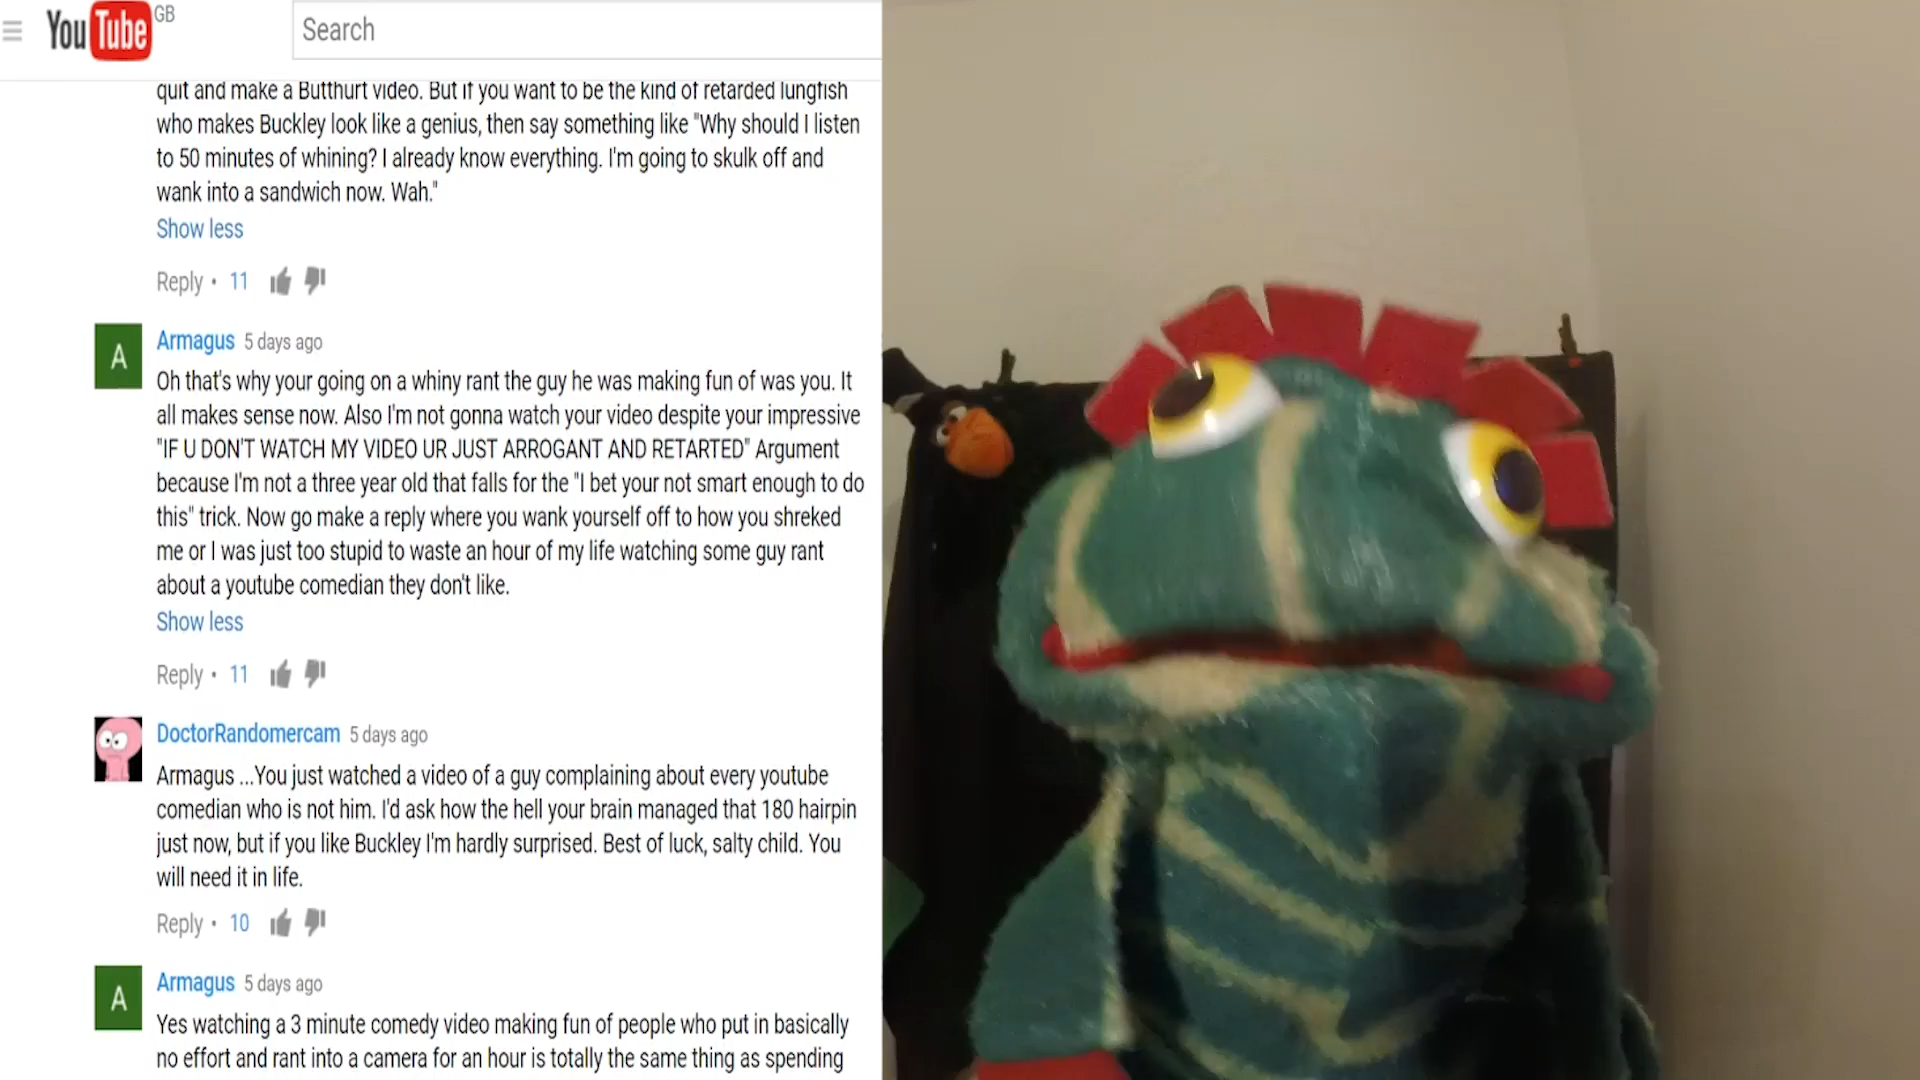 YouTube GB
Search
quit and make a Butthurt video. But if you want to be the kind of retarded lungfish
who makes Buckley look like a genius, then say something like "Why should I listen
to 50 minutes of whining? I already know everything. I'm going to skulk off and
wank into a sandwich now. Wah."
Show less
Reply • 11
A
Armagus 5 days ago
Oh that's why your going on a whiny rant the guy he was making fun of was you. It
all makes sense now. Also I'm not gonna watch your video despite your impressive
"IF U DON'T WATCH MY VIDEO UR JUST ARROGANT AND RETARTED" Argument
because I'm not a three year old that falls for the "I bet your not smart enough to do
this" trick. Now go make a reply where you wank yourself off to how you shreked
me or I was just too stupid to waste an hour of my life watching some guy rant
about a youtube comedian they don't like.
Show less
Reply • 11
DoctorRandomercam 5 days ago
Armagus ...You just watched a video of a guy complaining about every youtube
comedian who is not him. I'd ask how the hell your brain managed that 180 hairpin
just now, but if you like Buckley I'm hardly surprised. Best of luck, salty child. You
will need it in life.
Reply • 10
A
Armagus 5 days ago
Yes watching a 3 minute comedy video making fun of people who put in basically
no effort and rant into a camera for an hour is totally the same thing as spending